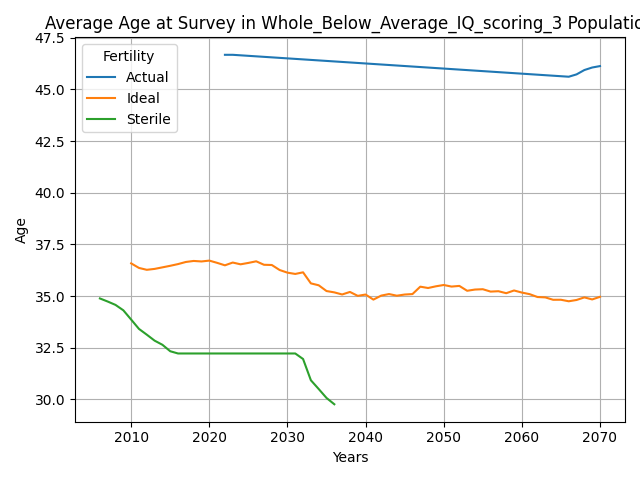 Average Age at Survey in Whole_Below_Average_IQ_scoring_3 Populatio
47.5
45.0
42.5
40.0
37.5
35.0
32.5
30.0
Age
Fertility
Actual
Ideal
Sterile
2010 2020 2030 2040 2050 2060 2070
Years